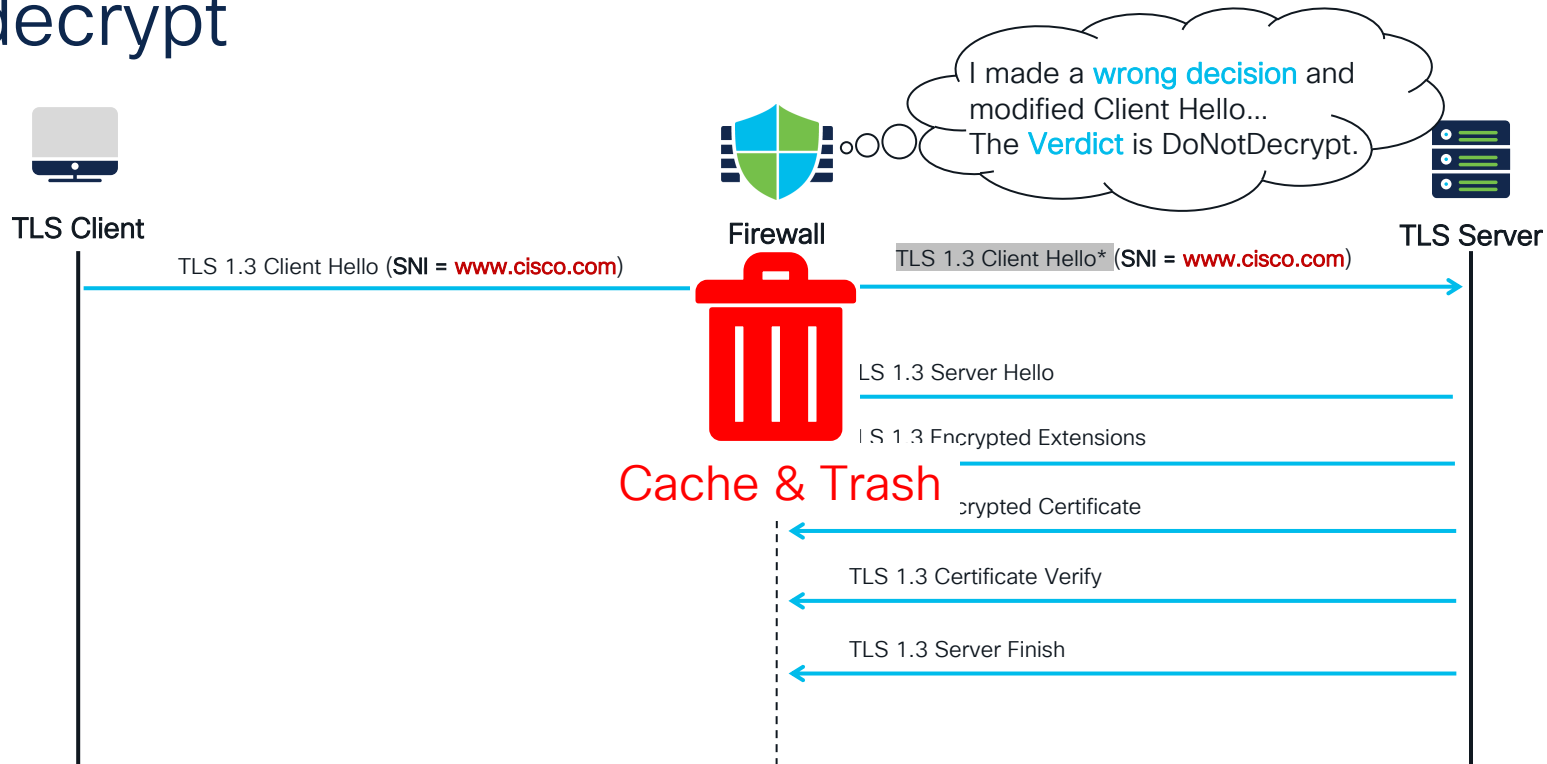 decrypt
I made a wrong decision and
modified Client Hello...
The Verdict is DoNotDecrypt.
TLS Client
Firewall
TLS Server
TLS 1.3 Client Hello (SNI = www.cisco.com)
TLS 1.3 Client Hello* (SNI = www.cisco.com)
LS 1.3 Server Hello
LS 1.3 Encrypted Extensions
Cache & Trash
crypted Certificate
TLS 1.3 Certificate Verify
TLS 1.3 Server Finish